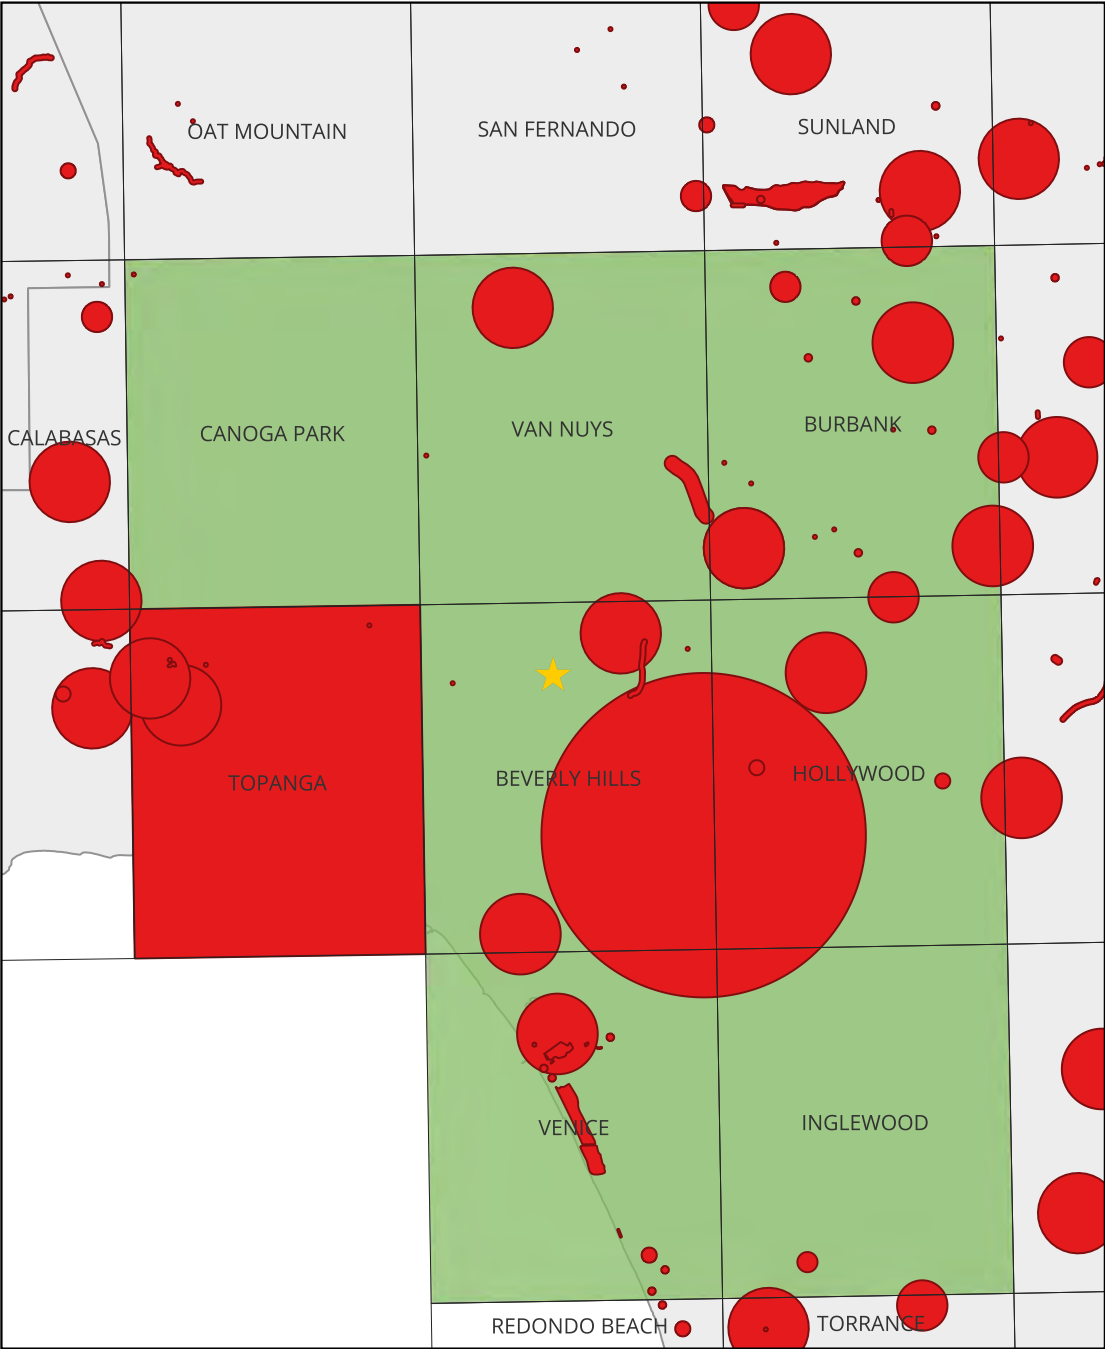 OAT MOUNTAIN
SAN FERNANDO
SUNLAND
CALABASAS
CANOGA PARK
VAN NUYS
BURBANK
TOPANGA
BEVERLY HILLS
HOLLYWOOD
VENICE
INGLEWOOD
REDONDO BEACH
TORRANCE